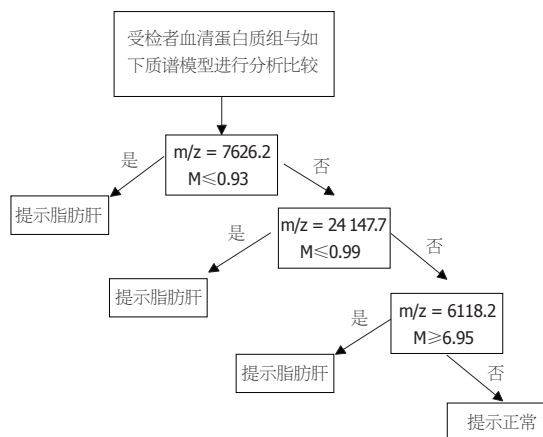 受检者血清蛋白质组与如
下质谱模型进行分析比较
是
m/z = 7626.2
M≤0.93
否
提示脂肪肝
是
m/z = 24 147.7
M≤0.99
否
提示脂肪肝
是
m/z = 6118.2
M≥6.95
提示脂肪肝
否
提示正常